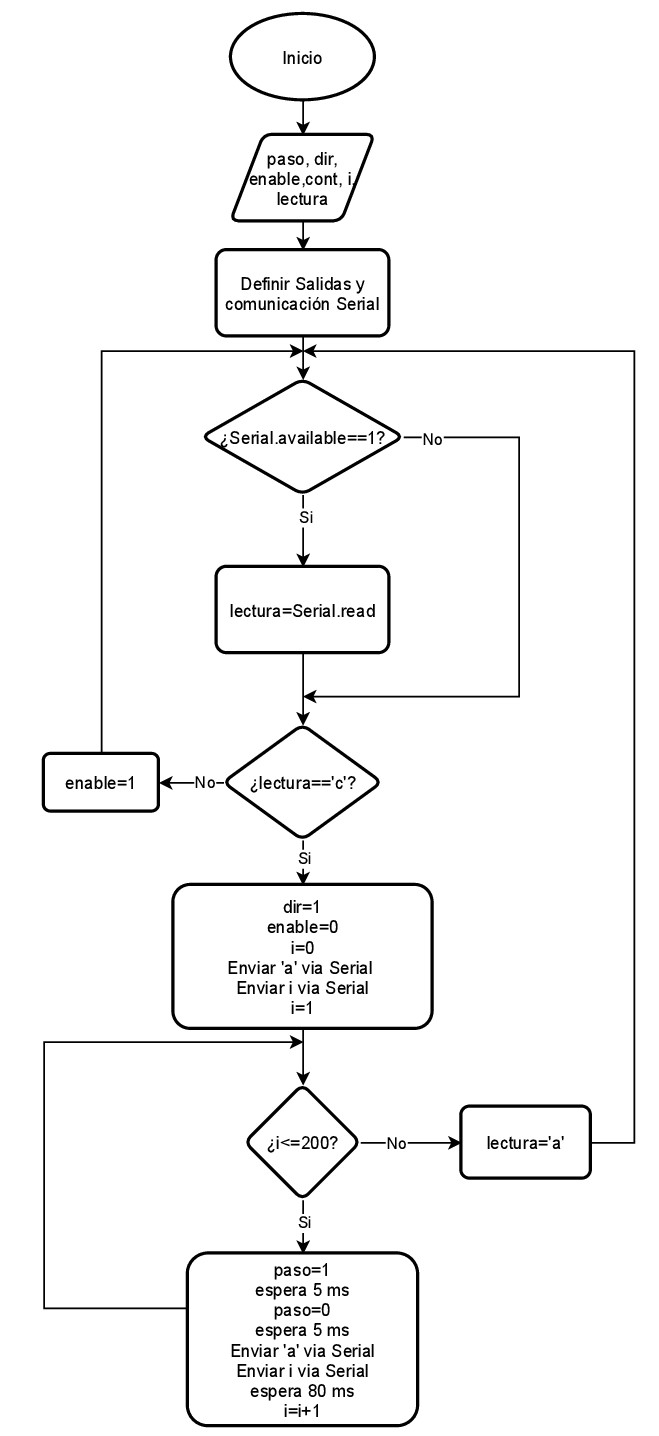 Inicio
paso, dir,
enable,cont, i,
lectura
Definir Salidas y
comunicación Serial
¿Serial.available==1?
No
Si
lectura=Serial.read
¿lectura=='c'?
No
enable=1
Si
dir=1
enable=0
i=0
Enviar 'a' via Serial
Enviar i via Serial
i=1
¿i<=200?
No
lectura='a'
Si
paso=1
espera 5 ms
paso=0
espera 5 ms
Enviar 'a' via Serial
Enviar i via Serial
espera 80 ms
i=i+1